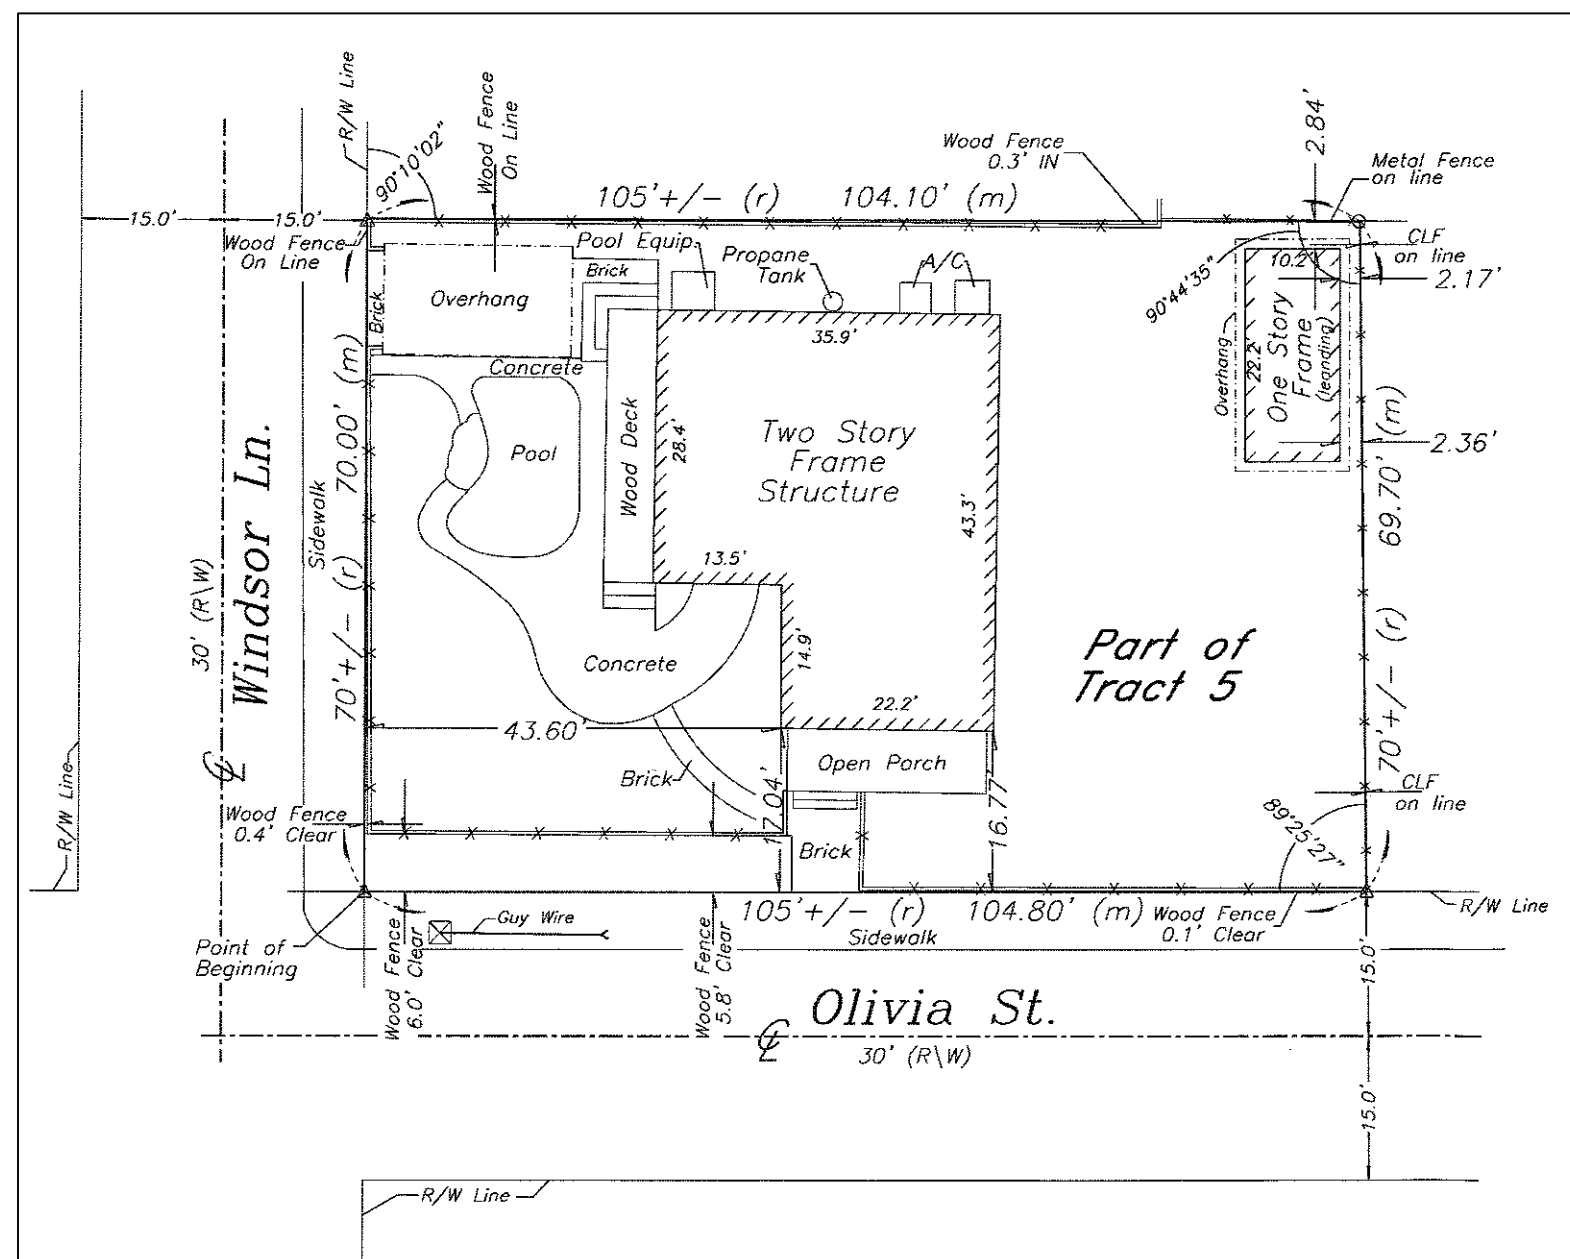 R/W Line
90°10'02"
Wood Fence
On Line
Wood Fence
0.3' IN
2.84'
Metal Fence
on line
15.0'
15.0'
105'+/- (r)
104.10' (m)
Wood Fence
On Line
Pool Equip.
Propane
Tank
A/C
CLF
on line
Brick
Overhang
Brick
10.2'
2.17'
90°44'35"
35.9'
Overhang
22.2'
One Story
Frame
(leanding)
Concrete
70.00' (m)
Pool
Wood Deck
28.4'
Two Story
Frame
Structure
43.3'
69.70' (m)
2.36'
Windsor Ln.
30' (R\W)
Sidewalk
70'+/- (r)
13.5'
14.9'
Concrete
Part of
Tract 5
70'+/- (r)
22.2'
43.60'
Brick
Open Porch
17.04'
16.77'
CLF
on line
R/W Line
Wood Fence
0.4' Clear
Brick
89°25'27"
105'+/- (r)
104.80' (m)
Wood Fence
0.1' Clear
R/W Line
Guy Wire
Sidewalk
Point of
Beginning
Wood Fence
6.0' Clear
Wood Fence
5.8' Clear
15.0'
Olivia St.
℄
℄
30' (R\W)
15.0'
R/W Line